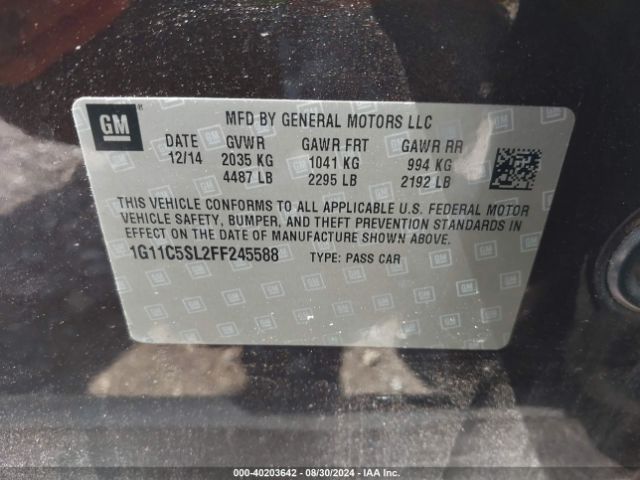 GM ®
MFD BY GENERAL MOTORS LLC
DATE GVWR GAWR FRT GAWR RR
12/14 2035 KG 1041 KG 994 KG
4487 LB 2295 LB 2192 LB
THIS VEHICLE CONFORMS TO ALL APPLICABLE U.S. FEDERAL MOTOR
VEHICLE SAFETY, BUMPER, AND THEFT PREVENTION STANDARDS IN
EFFECT ON THE DATE OF MANUFACTURE SHOWN ABOVE.
1G11C5SL2FF245588 TYPE: PASS CAR
000-40203642 - 08/30/2024 - IAA Inc.